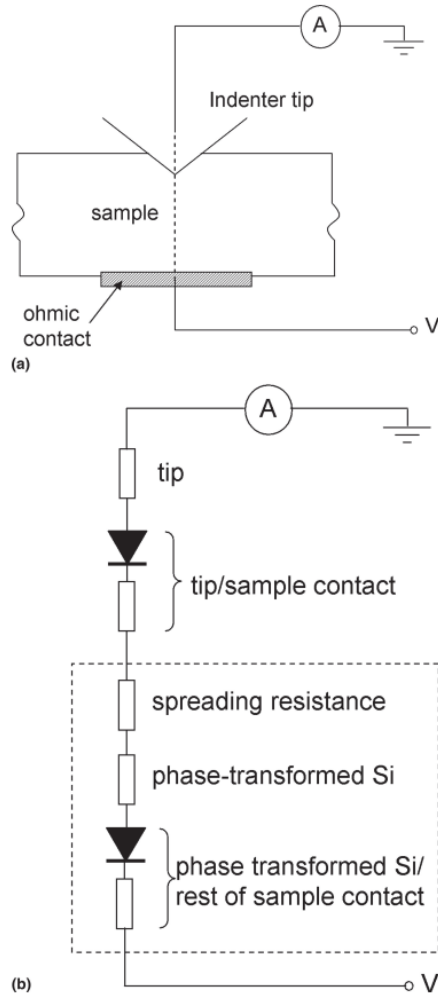 A
Indenter tip
sample
ohmic
contact
V
(a)
A
tip
tip/sample contact
spreading resistance
phase-transformed Si
phase transformed Si/
rest of sample contact
(b)
V